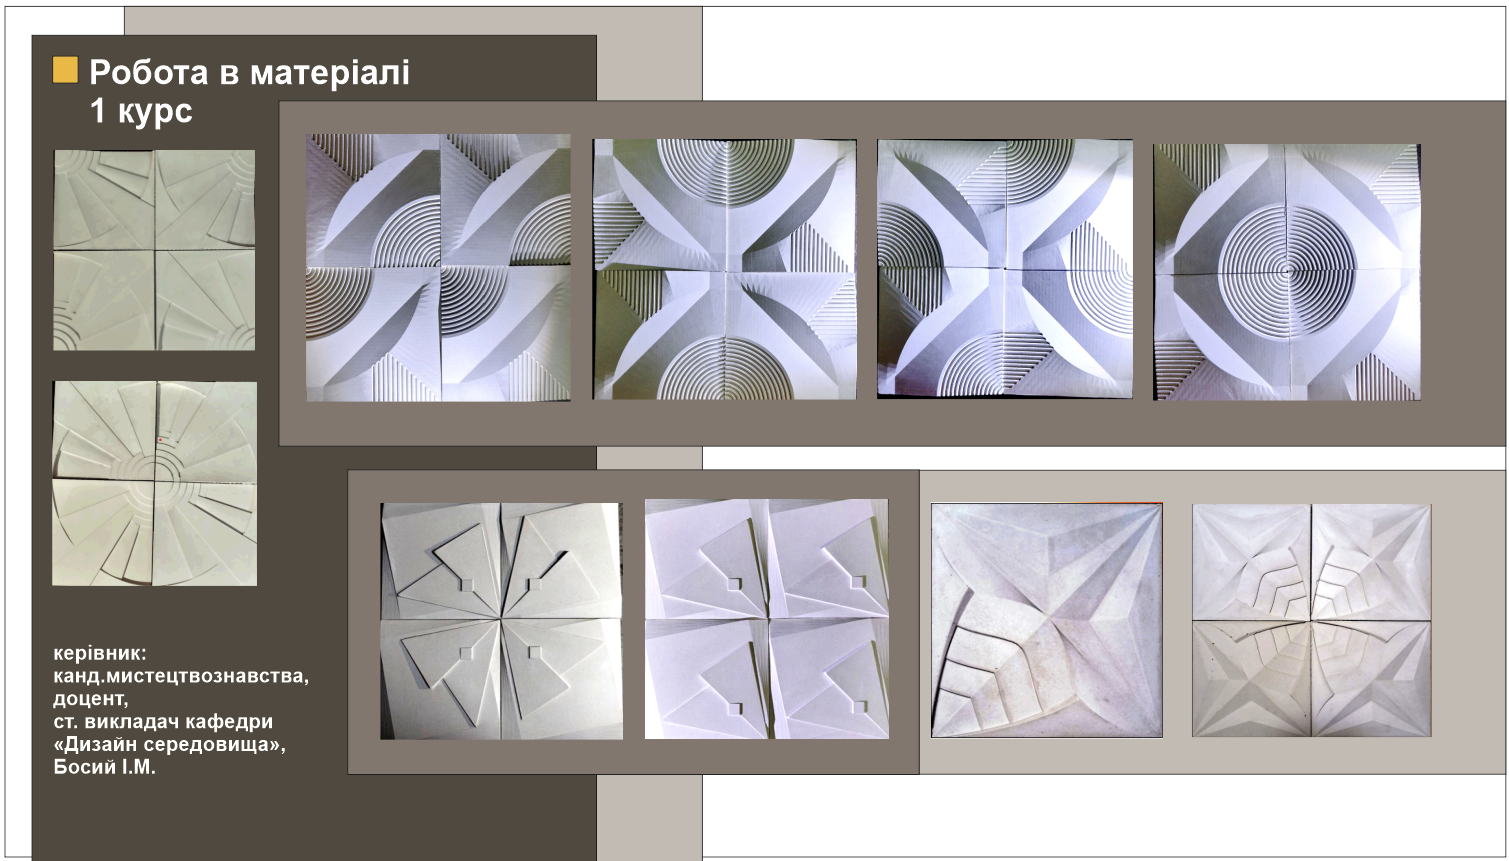 Робота в матеріалі
1 курс
керівник:
канд.мистецтвознавства,
доцент,
ст. викладач кафедри
«Дизайн середовища»,
Босий І.М.